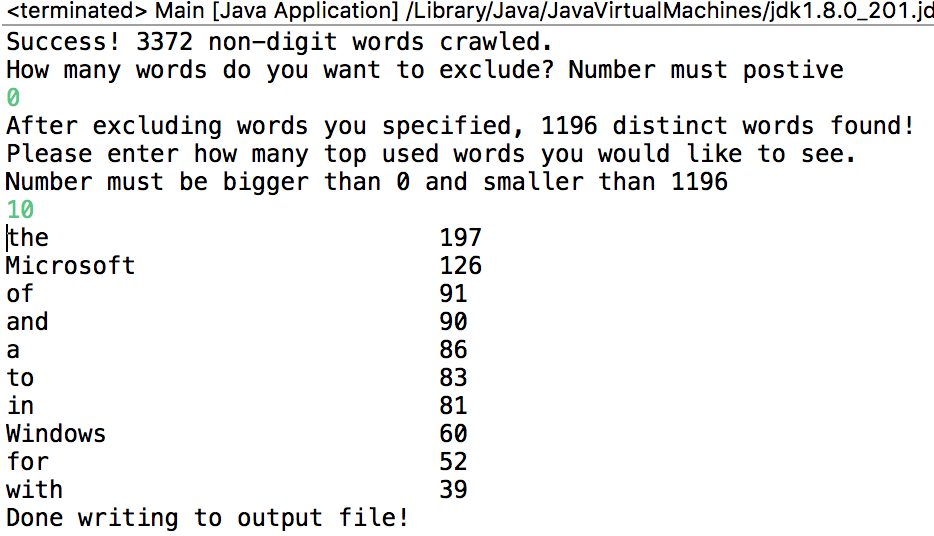 <terminated> Main [Java Application] /Library/Java/JavaVirtualMachines/jdk1.8.0_201.jd
Success! 3372 non-digit words crawled.
How many words do you want to exclude? Number must postive
0
After excluding words you specified, 1196 distinct words found!
Please enter how many top used words you would like to see.
Number must be bigger than 0 and smaller than 1196
10
the 197
Microsoft 126
of 91
and 90
a 86
to 83
in 81
Windows 60
for 52
with 39
Done writing to output file!